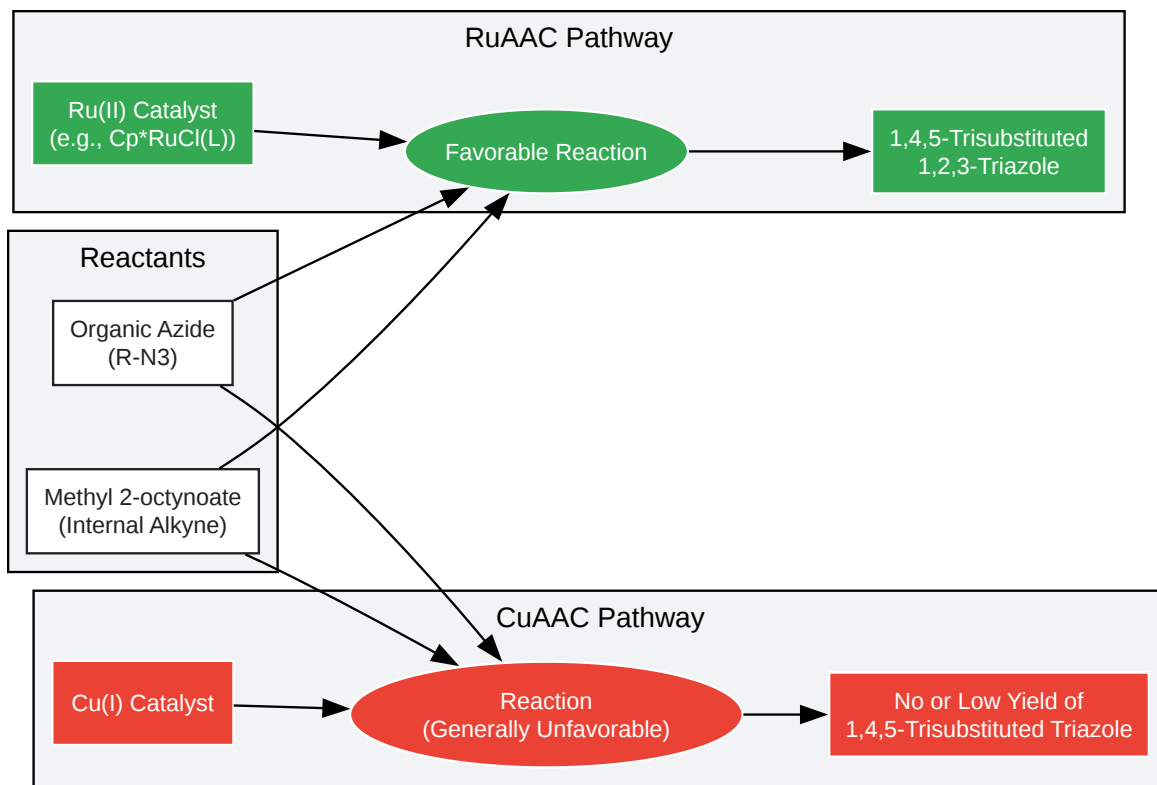 RuAAC Pathway
Ru(II) Catalyst
(e.g., Cp*RuCl(L))
Favorable Reaction
1,4,5-Trisubstituted
1,2,3-Triazole
Reactants
Organic Azide
(R-N3)
Methyl 2-octynoate
(Internal Alkyne)
CuAAC Pathway
Cu(I) Catalyst
Reaction
(Generally Unfavorable)
No or Low Yield of
1,4,5-Trisubstituted Triazole